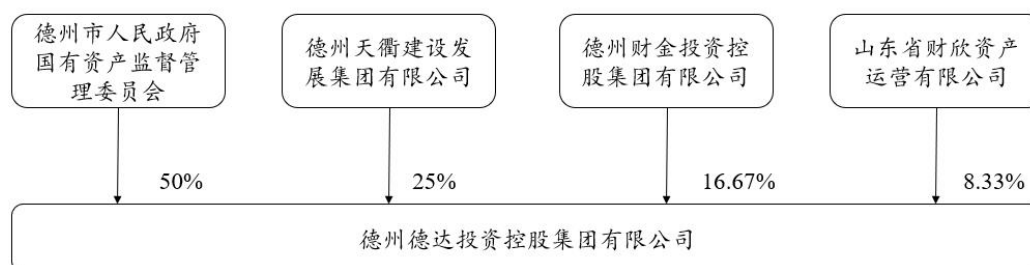 德州市人民政府
国有资产监督管
理委员会
德州天衢建设发
展集团有限公司
德州财金投资控
股集团有限公司
山东省财欣资产
运营有限公司
50%
25%
16.67%
8.33%
德州德达投资控股集团有限公司